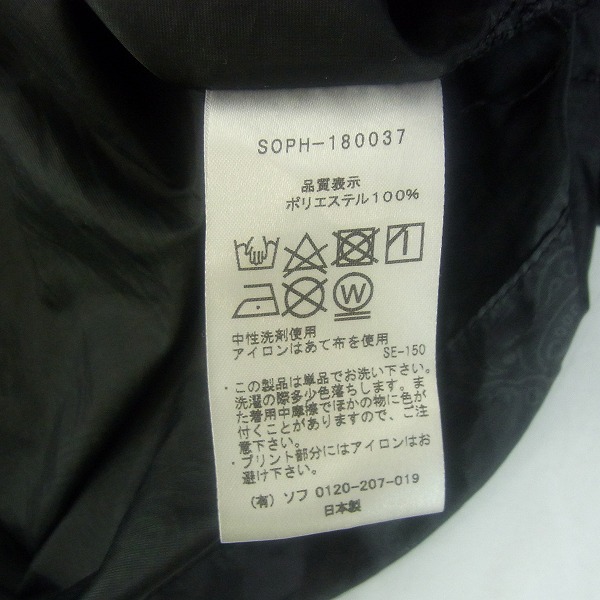 SOPH-180037
品質表示
ポリエステル100%
W
中性洗剤使用
アイロンはあて布を使用
SE-150
・この製品は単品でお洗い下さい。
洗濯の際多少色落ちします。ま
た着用中摩擦でほかの物に色が
付くことがありますので、ご注
意下さい。
・プリント部分にはアイロンはお
避け下さい。
(有) ソフ 0120-207-019
日本製